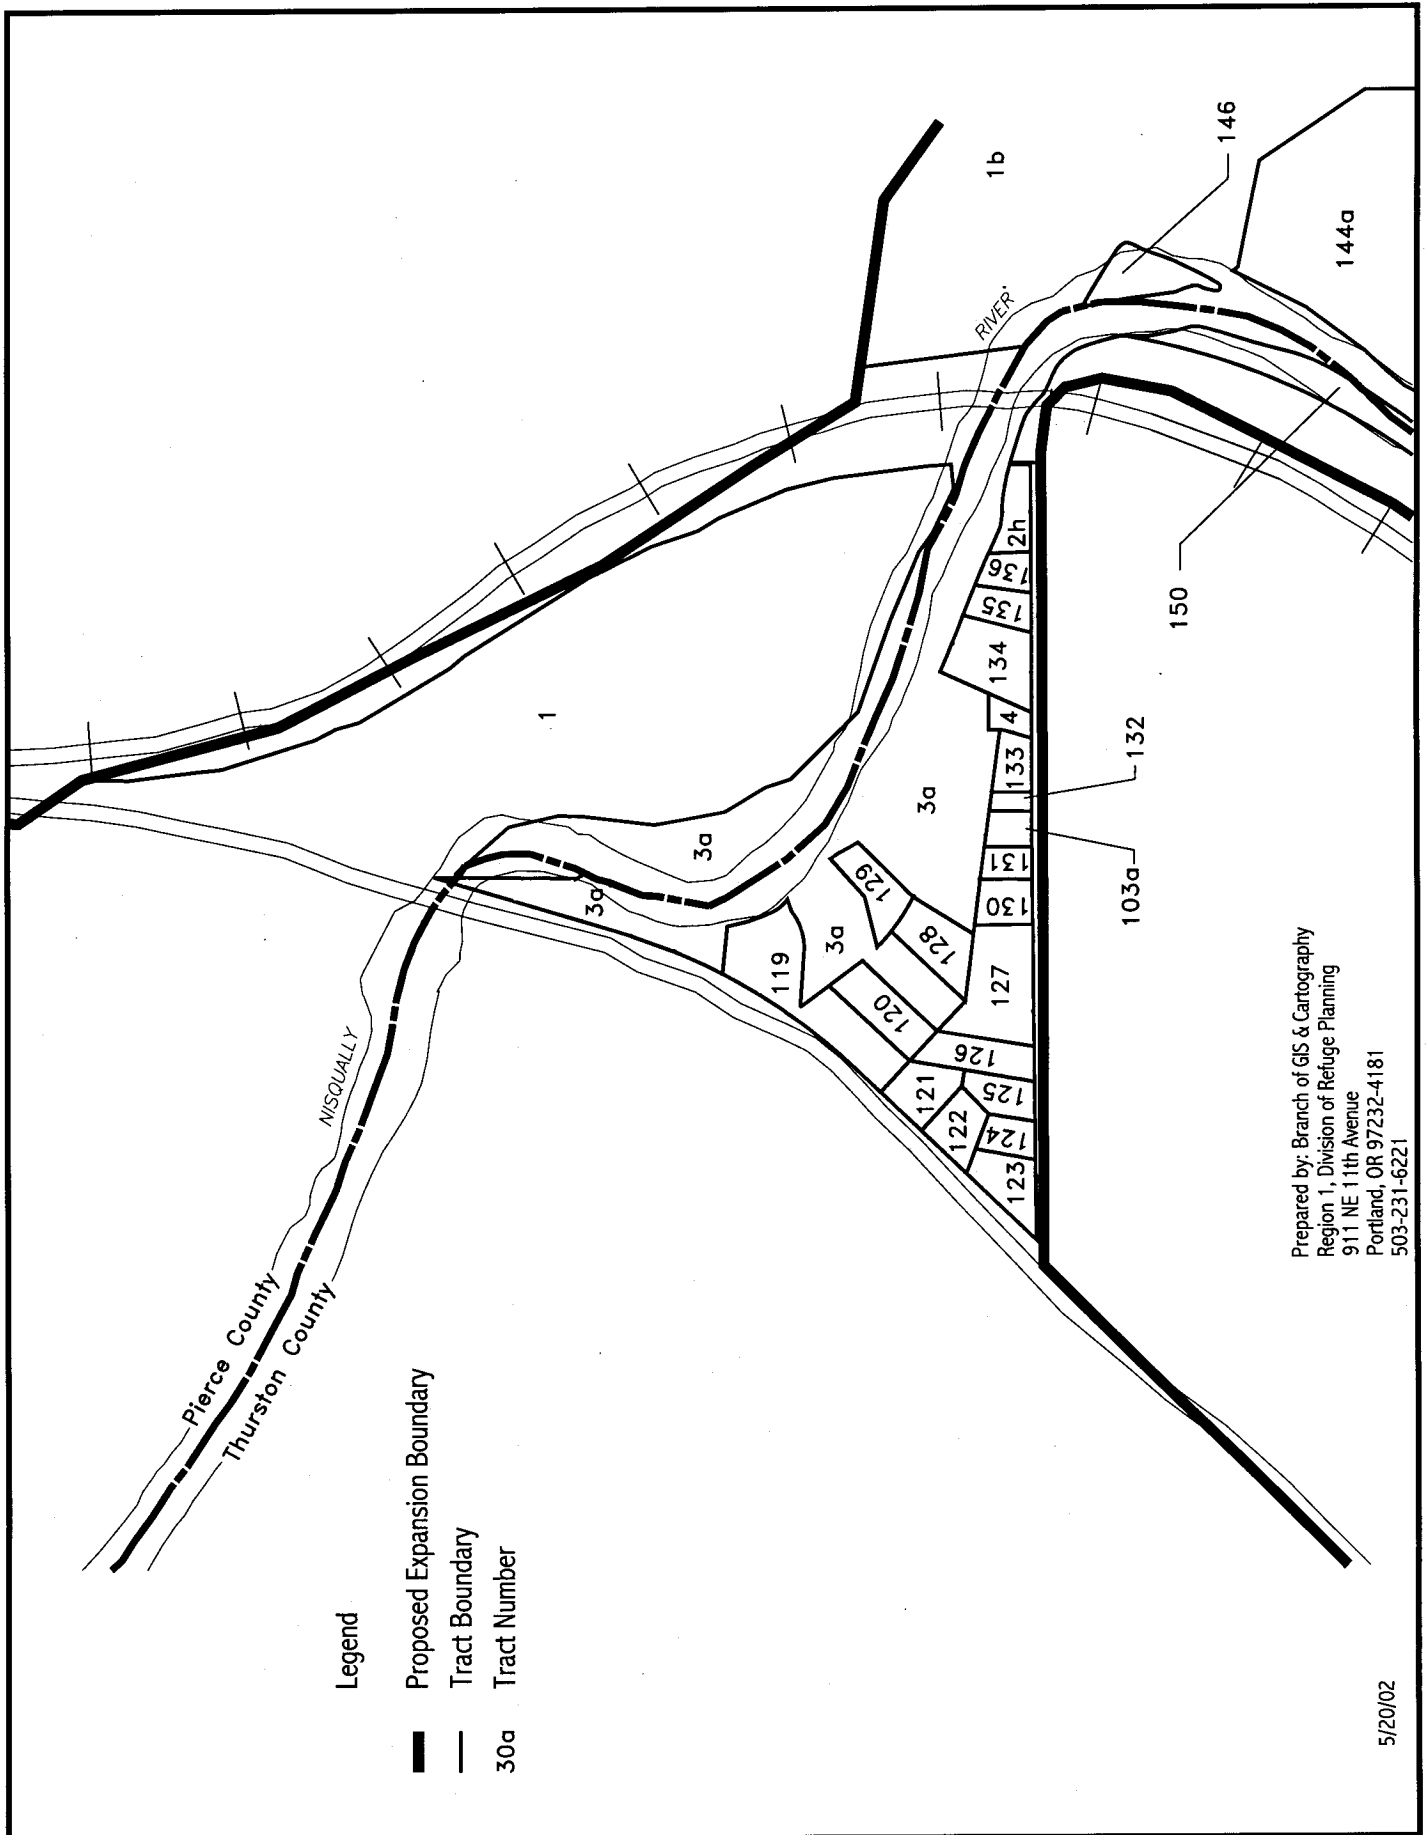 1b
146
144a
RIVER
1
2h
136
135
134
4
133
132
103a
131
130
3a
3a
3a
3a
129
128
127
119
120
126
121
125
122
124
123
150
NISQUALLY
Pierce County
Thurston County
Legend
Proposed Expansion Boundary
Tract Boundary
30a Tract Number
Prepared by: Branch of GIS & Cartography
Region 1, Division of Refuge Planning
911 NE 11th Avenue
Portland, OR 97232-4181
503-231-6221
5/20/02